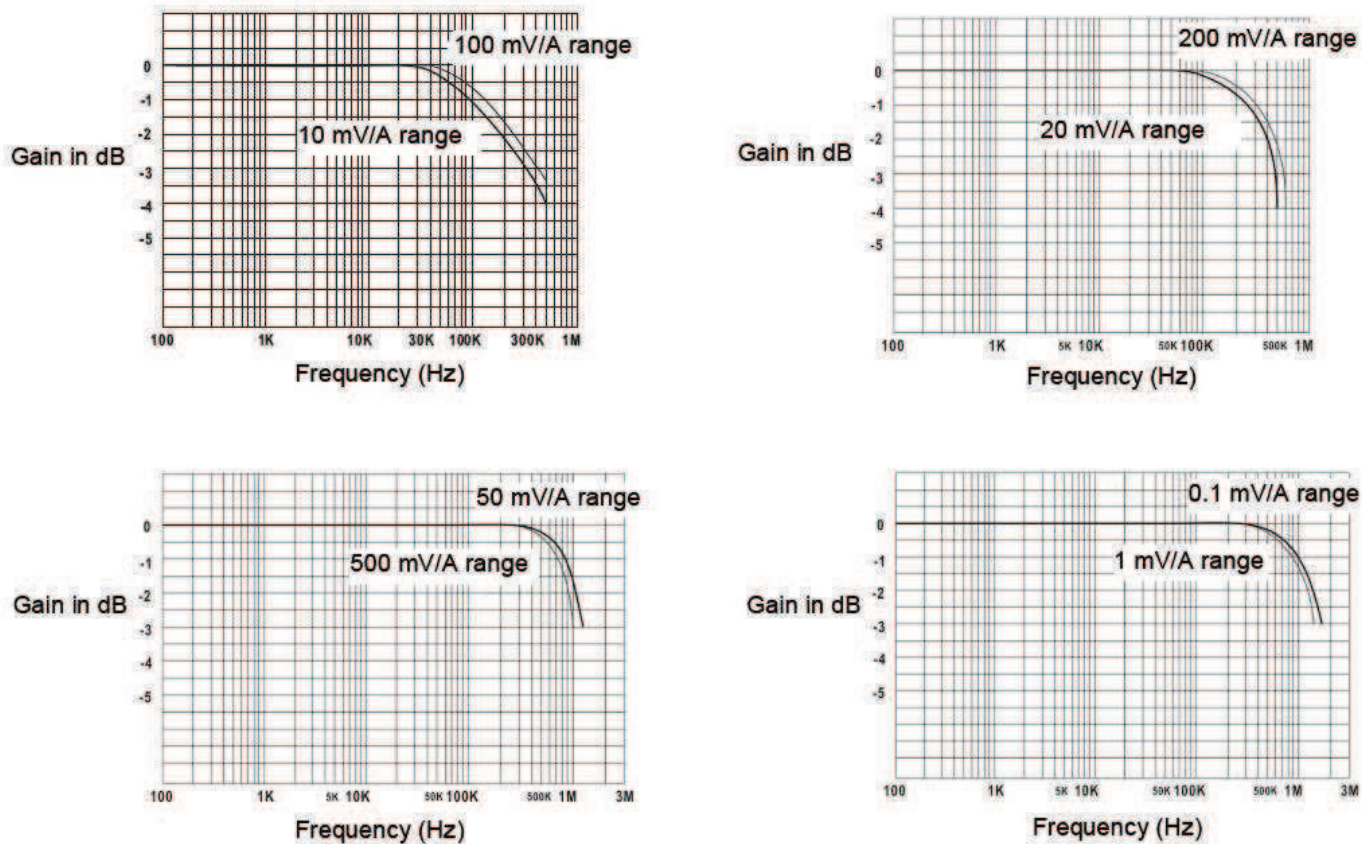 100 mV/A range
0
-1
10 mV/A range
-2
Gain in dB
-3
-4
-5
100 1K 10K 30K 100K 300K 1M
Frequency (Hz)
200 mV/A range
0
-1
20 mV/A range
-2
Gain in dB
-3
-4
-5
100 1K 5K 10K 50K 100K 500K 1M
Frequency (Hz)
50 mV/A range
0
500 mV/A range
-1
-2
Gain in dB
-3
-4
-5
100 1K 5K 10K 50K 100K 500K 1M 3M
Frequency (Hz)
0.1 mV/A range
0
1 mV/A range
-1
-2
Gain in dB
-3
-4
-5
100 1K 5K 10K 50K 100K 500K 1M 3M
Frequency (Hz)